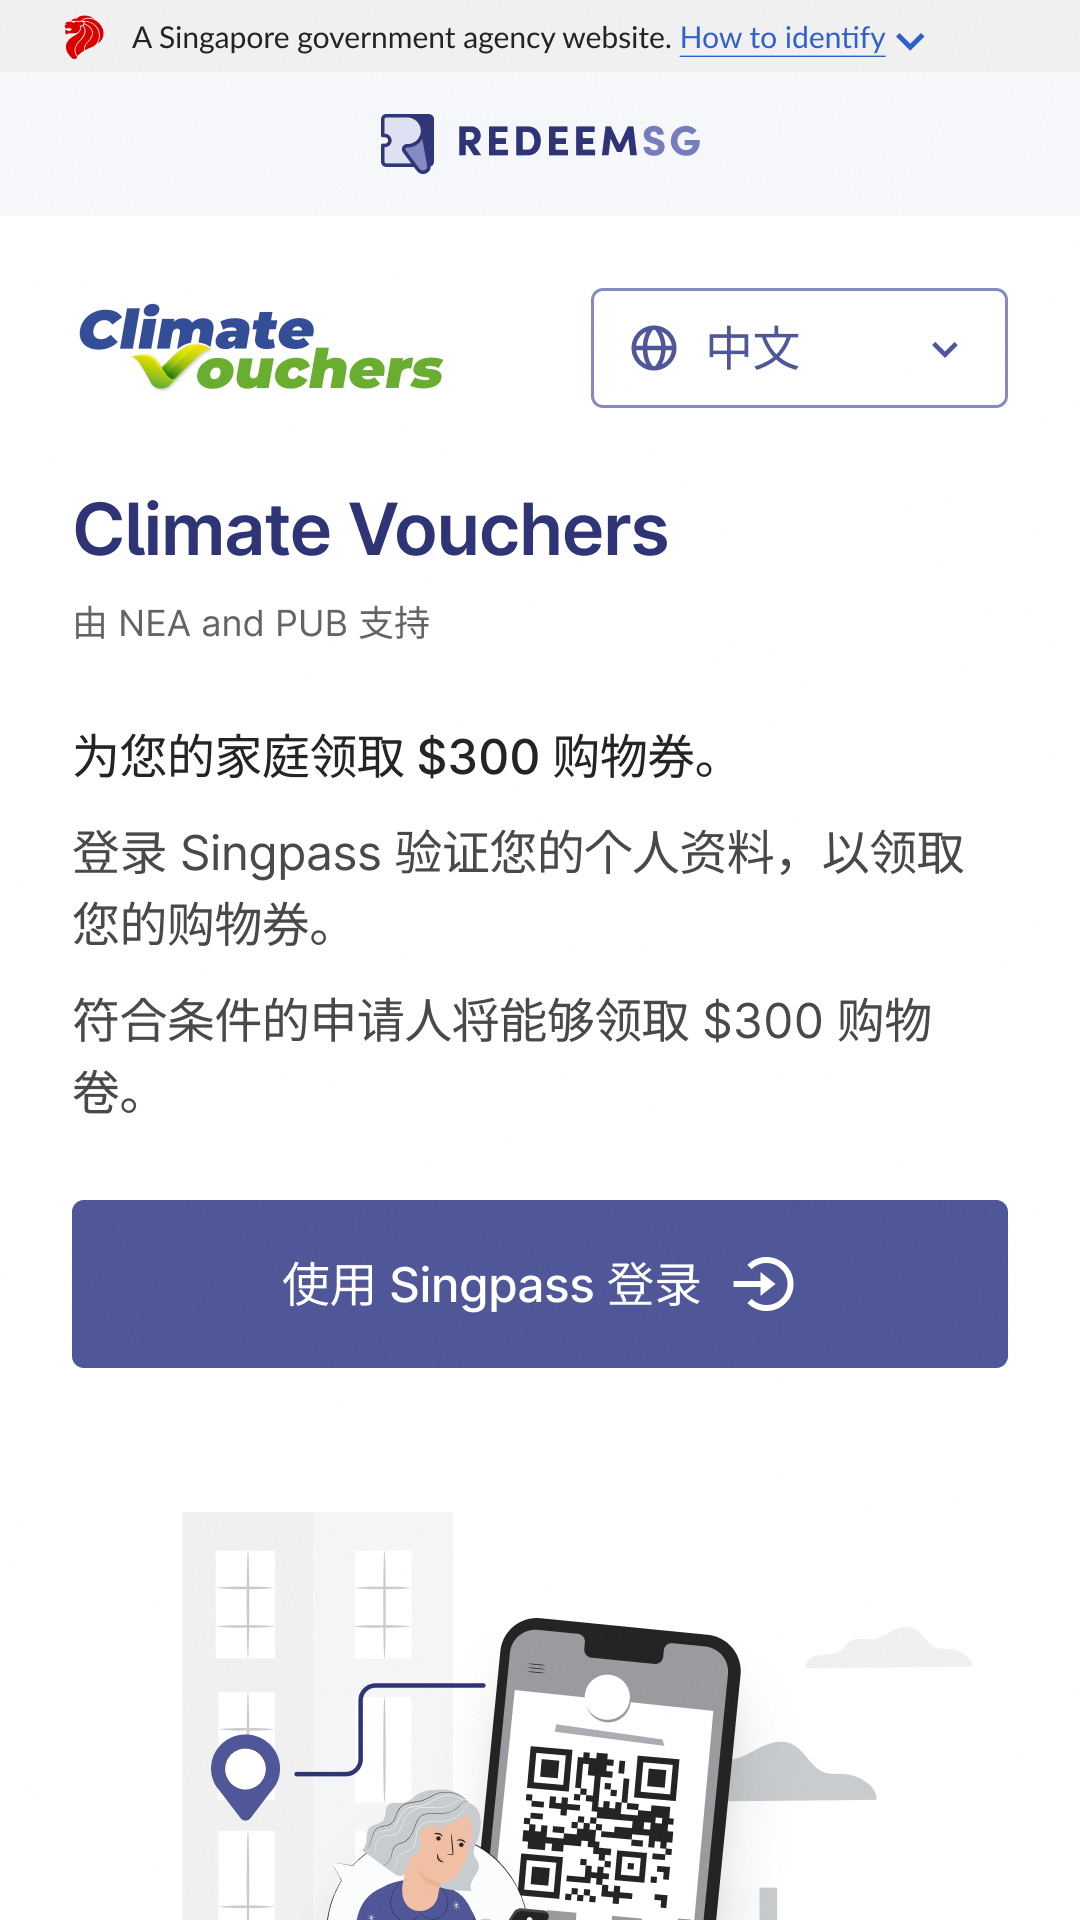 A Singapore government agency website. How to identify
REDEEMSG
Climate
Vouchers
中文
Climate Vouchers
由 NEA and PUB 支持
为您的家庭领取 $300 购物券。
登录 Singpass 验证您的个人资料，以领取
您的购物券。
符合条件的申请人将能够领取 $300 购物
卷。
使用 Singpass 登录